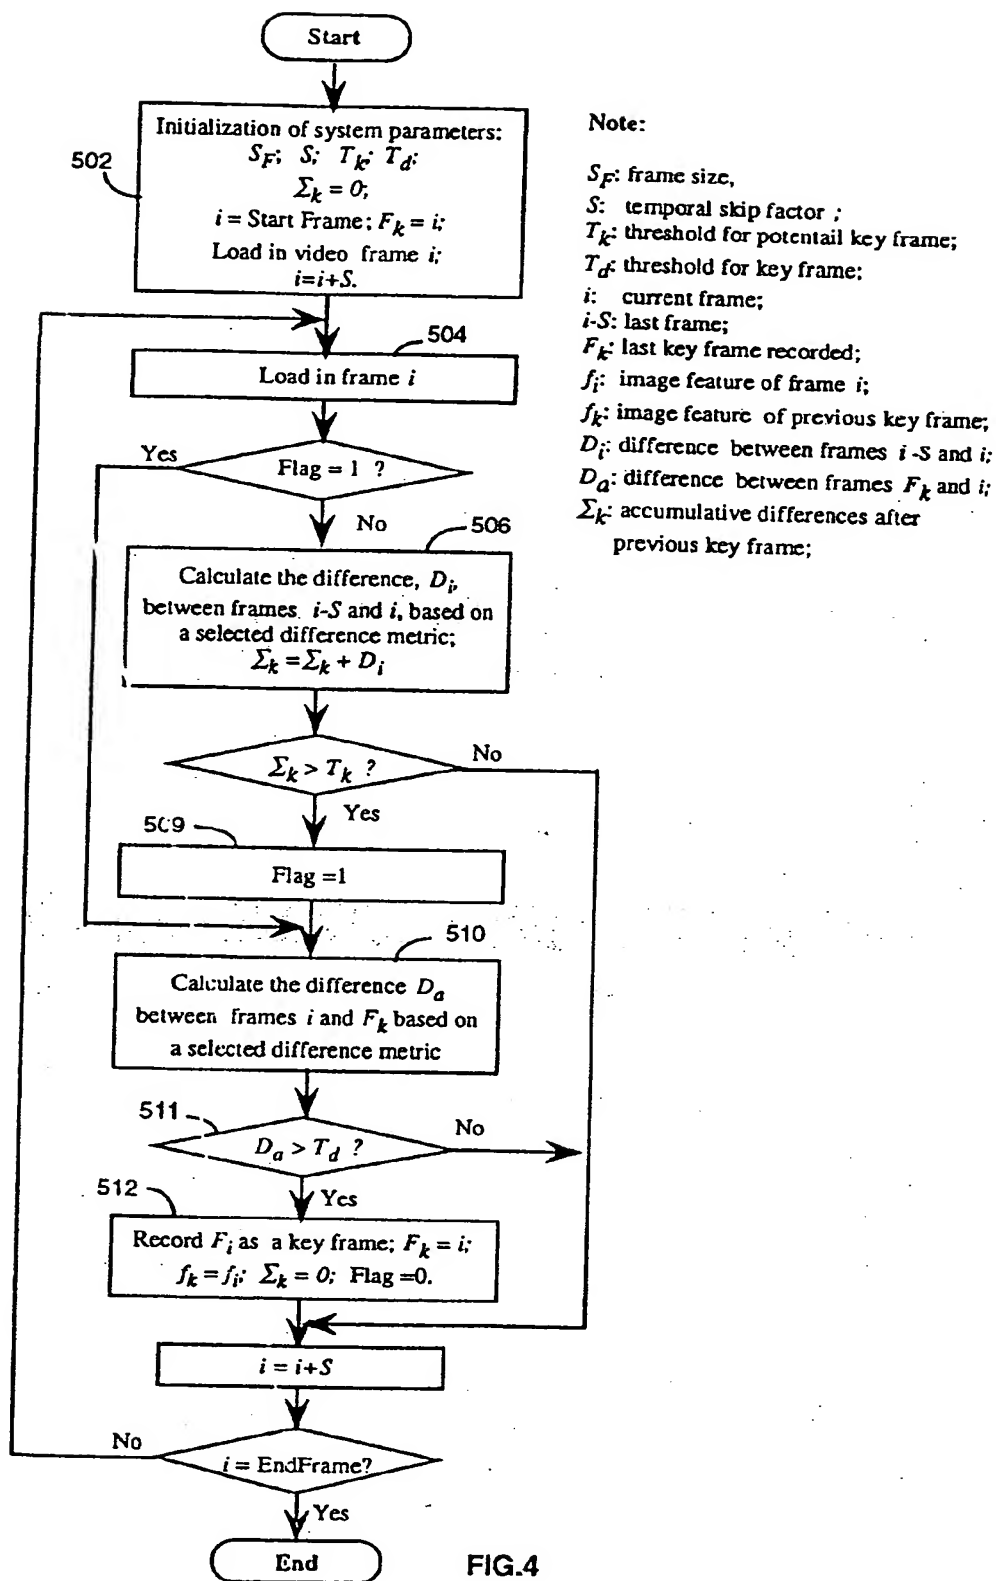 Start
502
Initialization of system parameters:
S_F; S; T_k; T_d;
Σ_k = 0;
i = Start Frame; F_k = i;
Load in video frame i;
i=i+S.
Note:
S_F: frame size,
S: temporal skip factor ;
T_k: threshold for potentail key frame;
T_d: threshold for key frame;
i: current frame;
i-S: last frame;
F_k: last key frame recorded;
f_i: image feature of frame i;
f_k: image feature of previous key frame;
D_i: difference between frames i -S and i;
D_a: difference between frames F_k and i;
Σ_k: accumulative differences after
previous key frame;
504
Load in frame i
Yes
Flag = 1 ?
No
506
Calculate the difference, D_i,
between frames i-S and i, based on
a selected difference metric;
Σ_k =Σ_k + D_i
Σ_k > T_k ?
No
Yes
509
Flag =1
510
Calculate the difference D_a
between frames i and F_k based on
a selected difference metric
511
D_a > T_d ?
No
Yes
512
Record F_i as a key frame; F_k = i;
f_k = f_i; Σ_k = 0; Flag =0.
i = i+S
No
i = EndFrame?
Yes
End
FIG.4